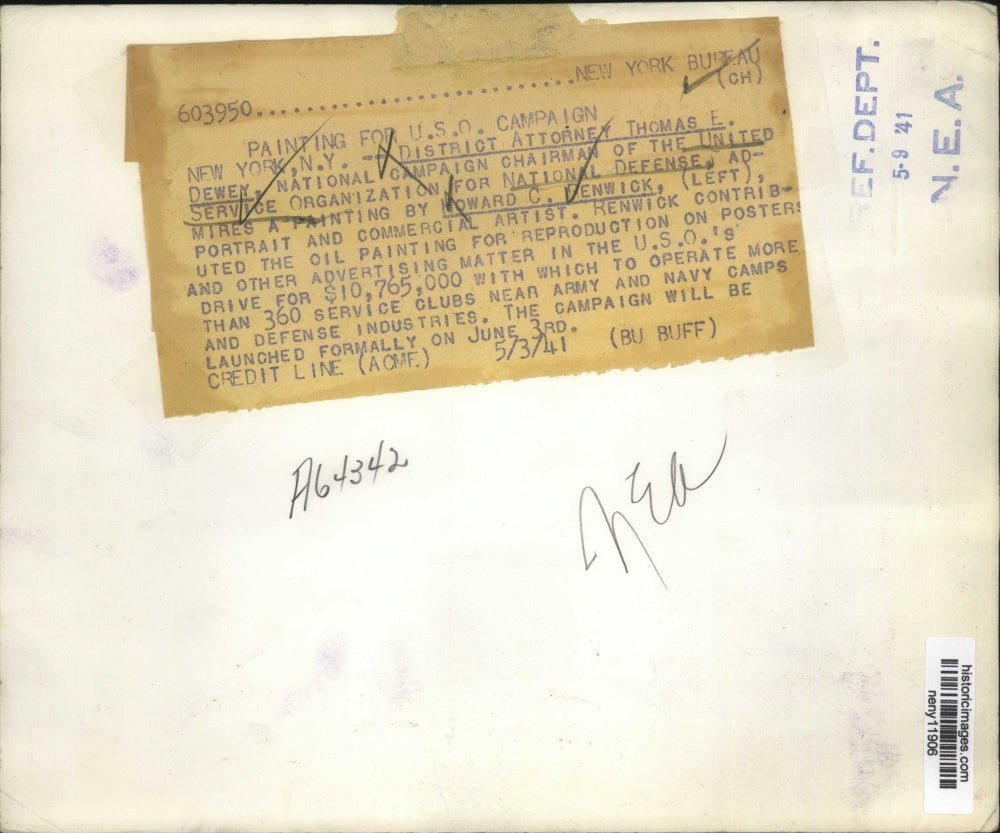 603950..............................NEW YORK BUREAU
(CH)
PAINTING FOR U.S.O. CAMPAIGN
NEW YORK, N.Y. -- DISTRICT ATTORNEY THOMAS E.
DEWEY, NATIONAL CAMPAIGN CHAIRMAN OF THE UNITED
SERVICE ORGANIZATION FOR NATIONAL DEFENSE, AD-
MIRES A PAINTING BY HOWARD C. RENWICK, (LEFT),
PORTRAIT AND COMMERCIAL ARTIST. RENWICK CONTRIB-
UTED THE OIL PAINTING FOR REPRODUCTION ON POSTERS
AND OTHER ADVERTISING MATTER IN THE U.S.O.'S
DRIVE FOR $10,765,000 WITH WHICH TO OPERATE MORE
THAN 360 SERVICE CLUBS NEAR ARMY AND NAVY CAMPS
AND DEFENSE INDUSTRIES. THE CAMPAIGN WILL BE
LAUNCHED FORMALLY ON JUNE 3RD.
CREDIT LINE (ACME) 5/3/41 (BU BUFF)
REF. DEPT.
5-9 '41
N.E.A.
A64342
NEA
historicimages.com
neny11906